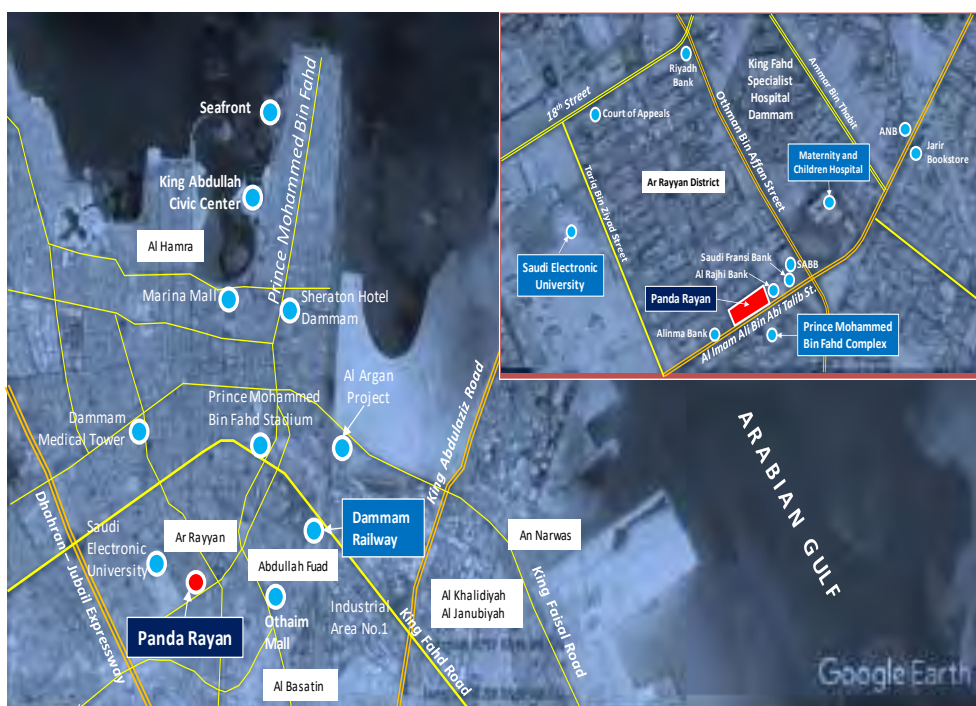 Seafront
King Abdullah
Civic Center
Prince Mohammed Bin Fahd
Al Hamra
Marina Mall
Sheraton Hotel
Dammam
Al Argan
Project
Prince Mohammed
Bin Fahd Stadium
Dammam
Medical Tower
King Abdulaziz Road
Dhahran – Jubail Expressway
Saudi
Electronic
University
Ar Rayyan
Dammam
Railway
Abdullah Fuad
An Narwas
Panda Rayan
Othaim
Mall
Industrial
Area No.1
Al Khalidiyah
Al Janubiyah
King Fahd Road
King Faisal Road
Al Basatin
ARABIAN GULF
Google Earth
18th Street
Riyadh
Bank
King Fahd
Specialist
Hospital
Dammam
Ammar Bin Thabit
Court of Appeals
Othman Bin Affan Street
ANB
Jarir
Bookstore
Maternity and
Children Hospital
Tariq Bin Ziyad Street
Ar Rayyan District
Saudi Electronic
University
Saudi Fransi Bank
SABB
Al Rajhi Bank
Panda Rayan
Alinma Bank
Al Imam Ali Bin Abi Talib St.
Prince Mohammed
Bin Fahd Complex